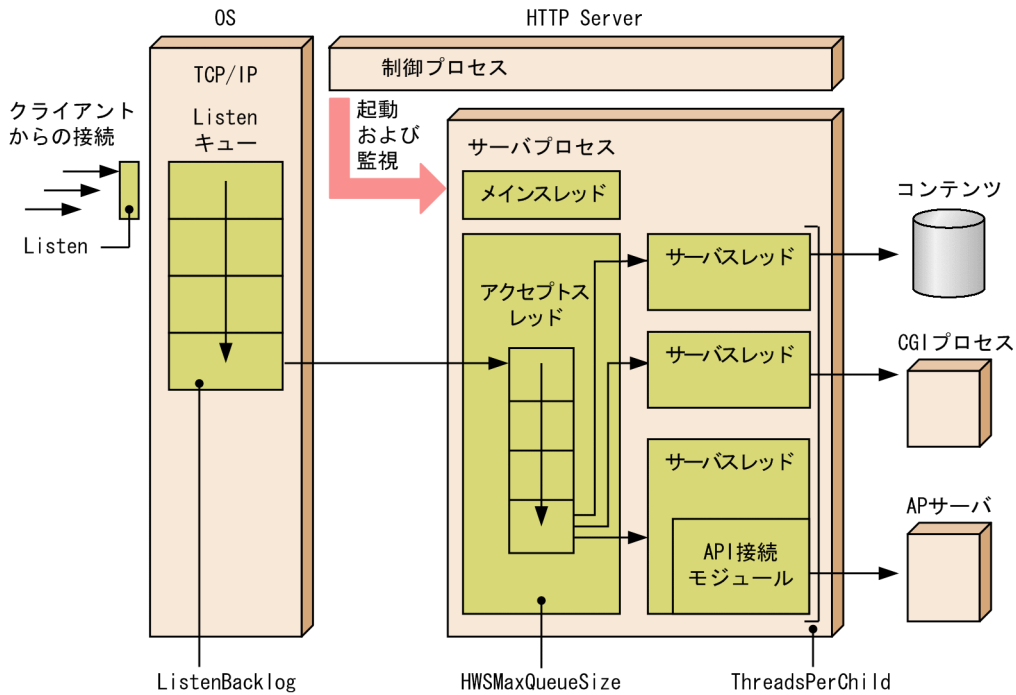 OS
HTTP Server
TCP/IP
制御プロセス
クライアント
からの接続
Listen
キュー
起動
および
監視
サーバプロセス
メインスレッド
Listen
アクセプトス
レッド
サーバスレッド
サーバスレッド
サーバスレッド
API接続
モジュール
コンテンツ
CGIプロセス
APサーバ
ListenBacklog
HWSMaxQueueSize
ThreadsPerChild